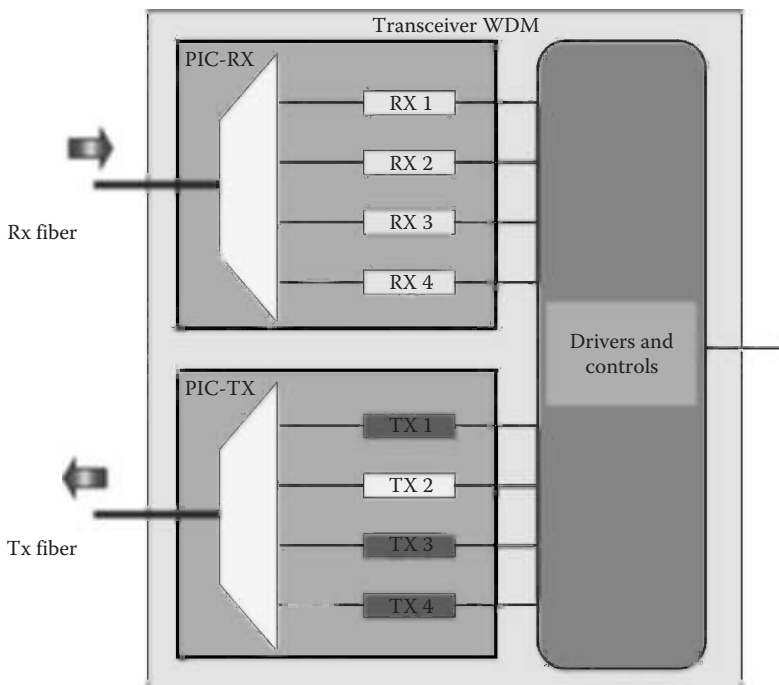 Transceiver WDM
PIC-RX
RX 1
RX 2
RX 3
RX 4
Rx fiber
Drivers and
controls
PIC-TX
TX 1
TX 2
TX 3
TX 4
Tx fiber